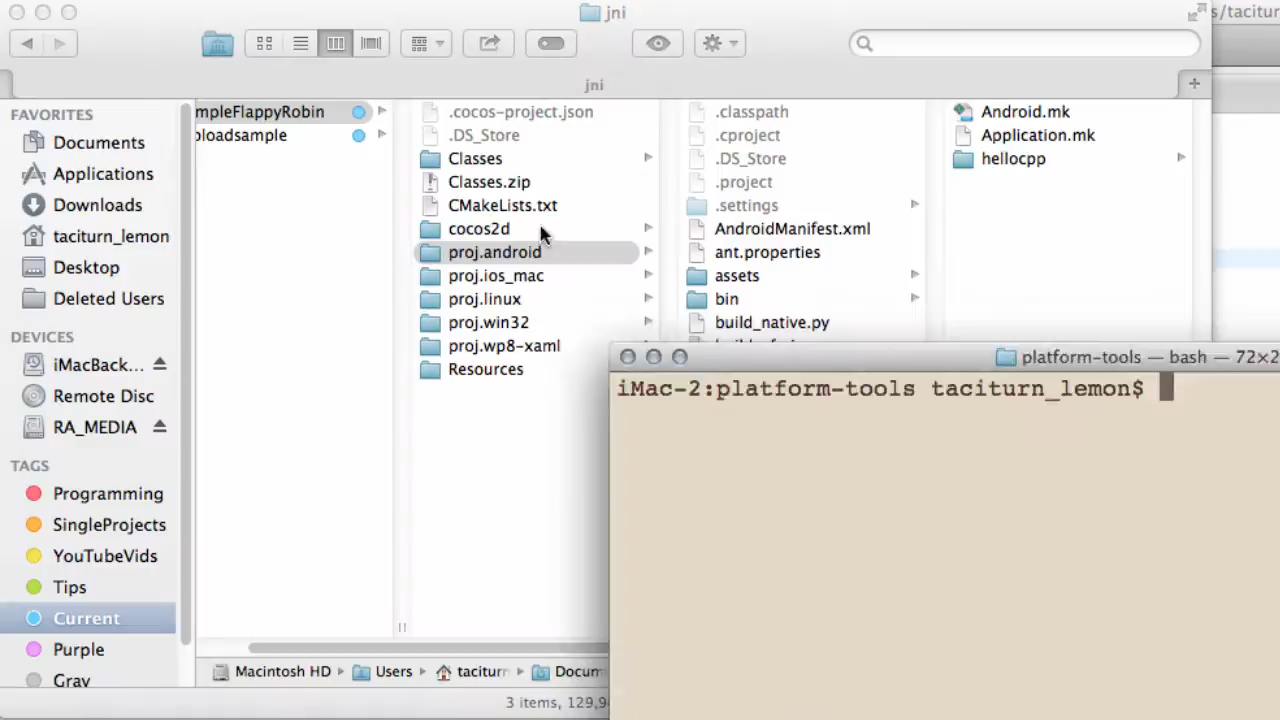 jni
s/tacitur
jni
FAVORITES
Documents
Applications
Downloads
taciturn_lemon
Desktop
Deleted Users
DEVICES
iMacBack...
Remote Disc
RA_MEDIA
TAGS
Programming
SingleProjects
YouTubeVids
Tips
Current
Purple
Gray
mpleFlappyRobin
ploadsample
.cocos-project.json
.DS_Store
Classes
Classes.zip
CMakeLists.txt
cocos2d
proj.android
proj.ios_mac
proj.linux
proj.win32
proj.wp8-xaml
Resources
.classpath
.cproject
.DS_Store
.project
.settings
AndroidManifest.xml
ant.properties
assets
bin
build_native.py
Android.mk
Application.mk
hellocpp
platform-tools — bash — 72×2
iMac-2:platform-tools taciturn_lemon$
Macintosh HD
Users
taciturn
Docum
3 items, 129,9